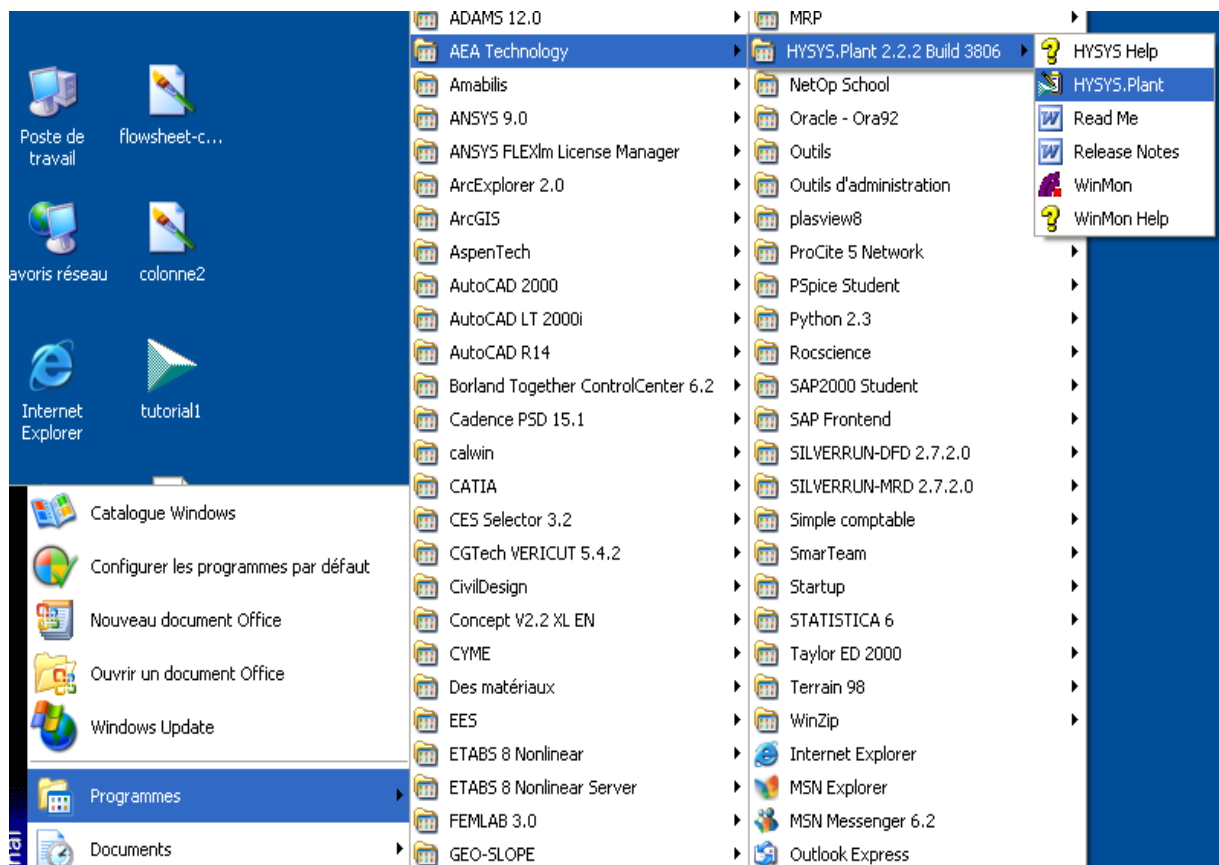 Poste de
travail
flowsheet-c...
avoris réseau
colonne2
Internet
Explorer
tutorial1
Catalogue Windows
Configurer les programmes par défaut
Nouveau document Office
Ouvrir un document Office
Windows Update
Programmes
Documents
ADAMS 12.0
AEA Technology
Amabilis
ANSYS 9.0
ANSYS FLEXlm License Manager
ArcExplorer 2.0
ArcGIS
AspenTech
AutoCAD 2000
AutoCAD LT 2000i
AutoCAD R14
Borland Together ControlCenter 6.2
Cadence PSD 15.1
calwin
CATIA
CES Selector 3.2
CGTech VERICUT 5.4.2
CivilDesign
Concept V2.2 XL EN
CYME
Des matériaux
EES
ETABS 8 Nonlinear
ETABS 8 Nonlinear Server
FEMLAB 3.0
GEO-SLOPE
MRP
HYSYS.Plant 2.2.2 Build 3806
NetOp School
Oracle - Ora92
Outils
Outils d'administration
plasview8
ProCite 5 Network
PSpice Student
Python 2.3
Rocscience
SAP2000 Student
SAP Frontend
SILVERRUN-DFD 2.7.2.0
SILVERRUN-MRD 2.7.2.0
Simple comptable
SmarTeam
Startup
STATISTICA 6
Taylor ED 2000
Terrain 98
WinZip
Internet Explorer
MSN Explorer
MSN Messenger 6.2
Outlook Express
HYSYS Help
HYSYS.Plant
Read Me
Release Notes
WinMon
WinMon Help